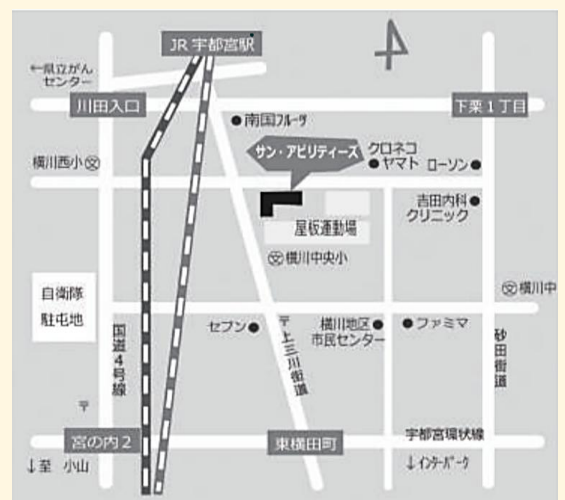 JR 宇都宮駅
4
←県立がん
センター
川田入口
下栗1丁目
●南国フルーツ
サン・アビリティーズ
クロネコ
●ヤマト
ローソン●
横川西小
吉田内科●
クリニック
屋板運動場
横川中央小
自衛隊
駐屯地
横川中
国道4号線
セブン●
〒
上三川街道
横川地区●
市民センター
●ファミマ
砂田街道
〒
宮の内2
東横田町
宇都宮環状線
↓至 小山
↓インターパーク